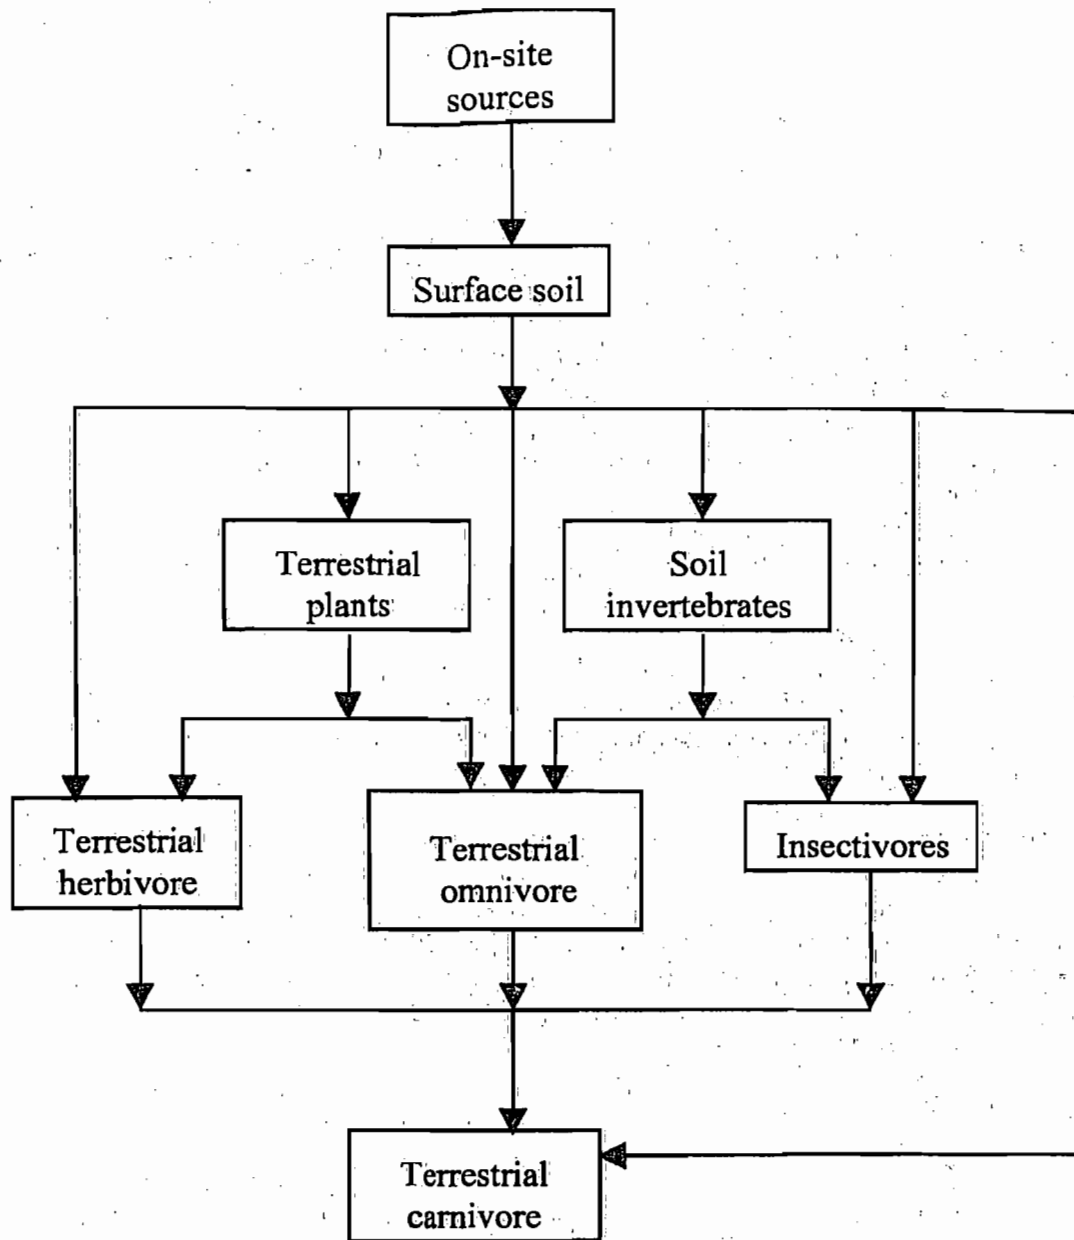 On-site
sources
Surface soil
Terrestrial
plants
Soil
invertebrates
Terrestrial
herbivore
Terrestrial
omnivore
Insectivores
Terrestrial
carnivore